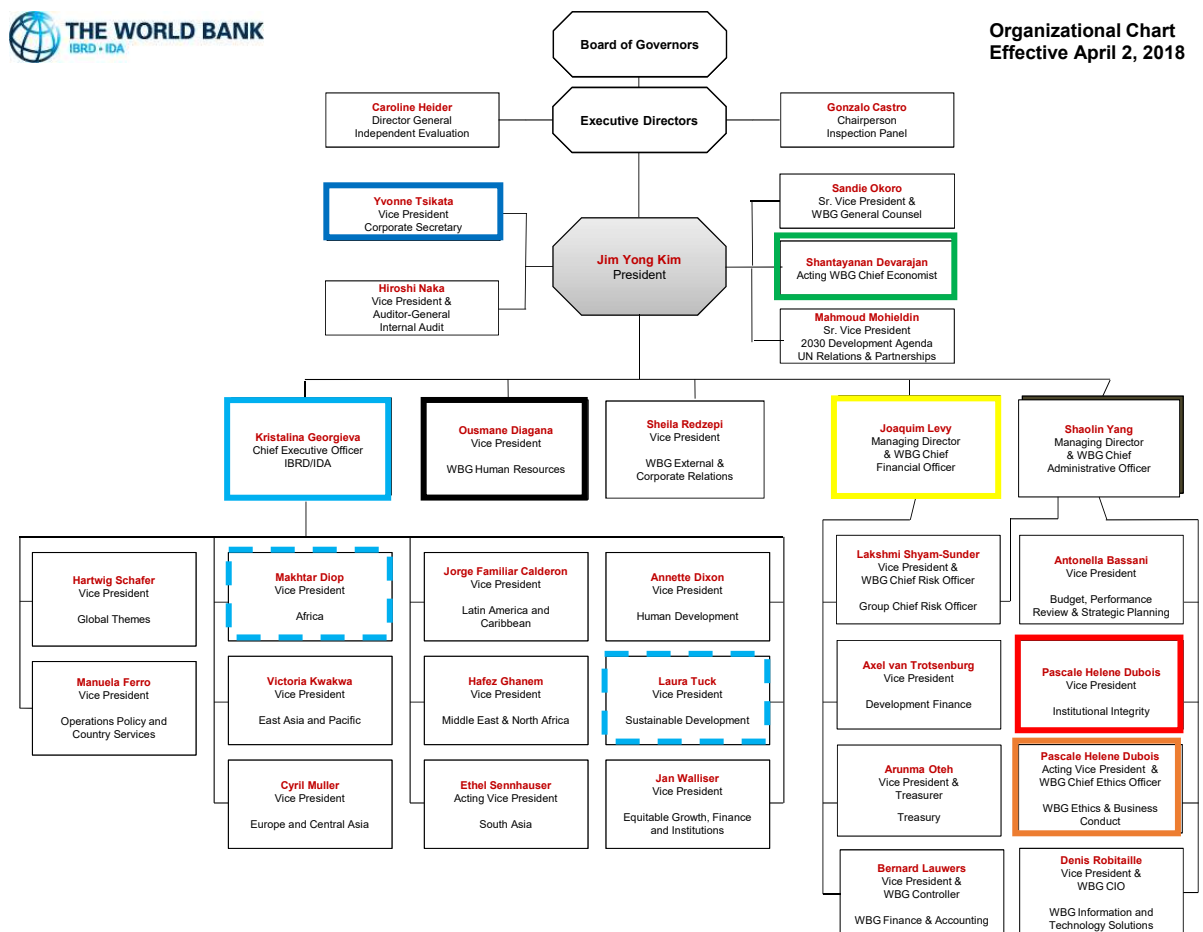 THE WORLD BANK
IBRD • IDA
Organizational Chart
Effective April 2, 2018
Board of Governors
Caroline Heider
Director General
Independent Evaluation
Executive Directors
Gonzalo Castro
Chairperson
Inspection Panel
Yvonne Tsikata
Vice President
Corporate Secretary
Sandie Okoro
Sr. Vice President &
WBG General Counsel
Jim Yong Kim
President
Shantayanan Devarajan
Acting WBG Chief Economist
Hiroshi Naka
Vice President &
Auditor-General
Internal Audit
Mahmoud Mohieldin
Sr. Vice President
2030 Development Agenda
UN Relations & Partnerships
Kristalina Georgieva
Chief Executive Officer
IBRD/IDA
Ousmane Diagana
Vice President
WBG Human Resources
Sheila Redzepi
Vice President
WBG External &
Corporate Relations
Joaquim Levy
Managing Director
& WBG Chief
Financial Officer
Shaolin Yang
Managing Director
& WBG Chief
Administrative Officer
Hartwig Schafer
Vice President
Global Themes
Makhtar Diop
Vice President
Africa
Jorge Familiar Calderon
Vice President
Latin America and
Caribbean
Annette Dixon
Vice President
Human Development
Lakshmi Shyam-Sunder
Vice President &
WBG Chief Risk Officer
Group Chief Risk Officer
Antonella Bassani
Vice President
Budget, Performance
Review & Strategic Planning
Manuela Ferro
Vice President
Operations Policy and
Country Services
Victoria Kwakwa
Vice President
East Asia and Pacific
Hafez Ghanem
Vice President
Middle East & North Africa
Laura Tuck
Vice President
Sustainable Development
Axel van Trotsenburg
Vice President
Development Finance
Pascale Helene Dubois
Vice President
Institutional Integrity
Cyril Muller
Vice President
Europe and Central Asia
Ethel Sennhauser
Acting Vice President
South Asia
Jan Walliser
Vice President
Equitable Growth, Finance
and Institutions
Arunma Oteh
Vice President &
Treasurer
Treasury
Pascale Helene Dubois
Acting Vice President &
WBG Chief Ethics Officer
WBG Ethics & Business
Conduct
Bernard Lauwers
Vice President &
WBG Controller
WBG Finance & Accounting
Denis Robitaille
Vice President &
WBG CIO
WBG Information and
Technology Solutions